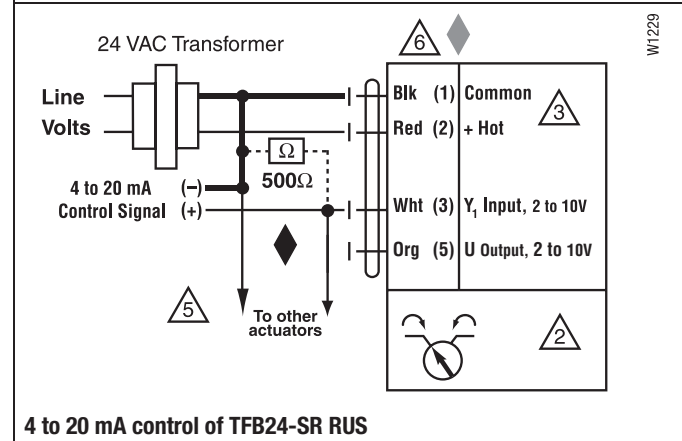 W1229
24 VAC Transformer
6
Line
Volts
Blk (1) Common
3
Red (2) + Hot
Ω
500Ω
4 to 20 mA (–)
Control Signal (+)
Wht (3) Y₁ Input, 2 to 10V
Org (5) U Output, 2 to 10V
5
To other
actuators
2
4 to 20 mA control of TFB24-SR RUS